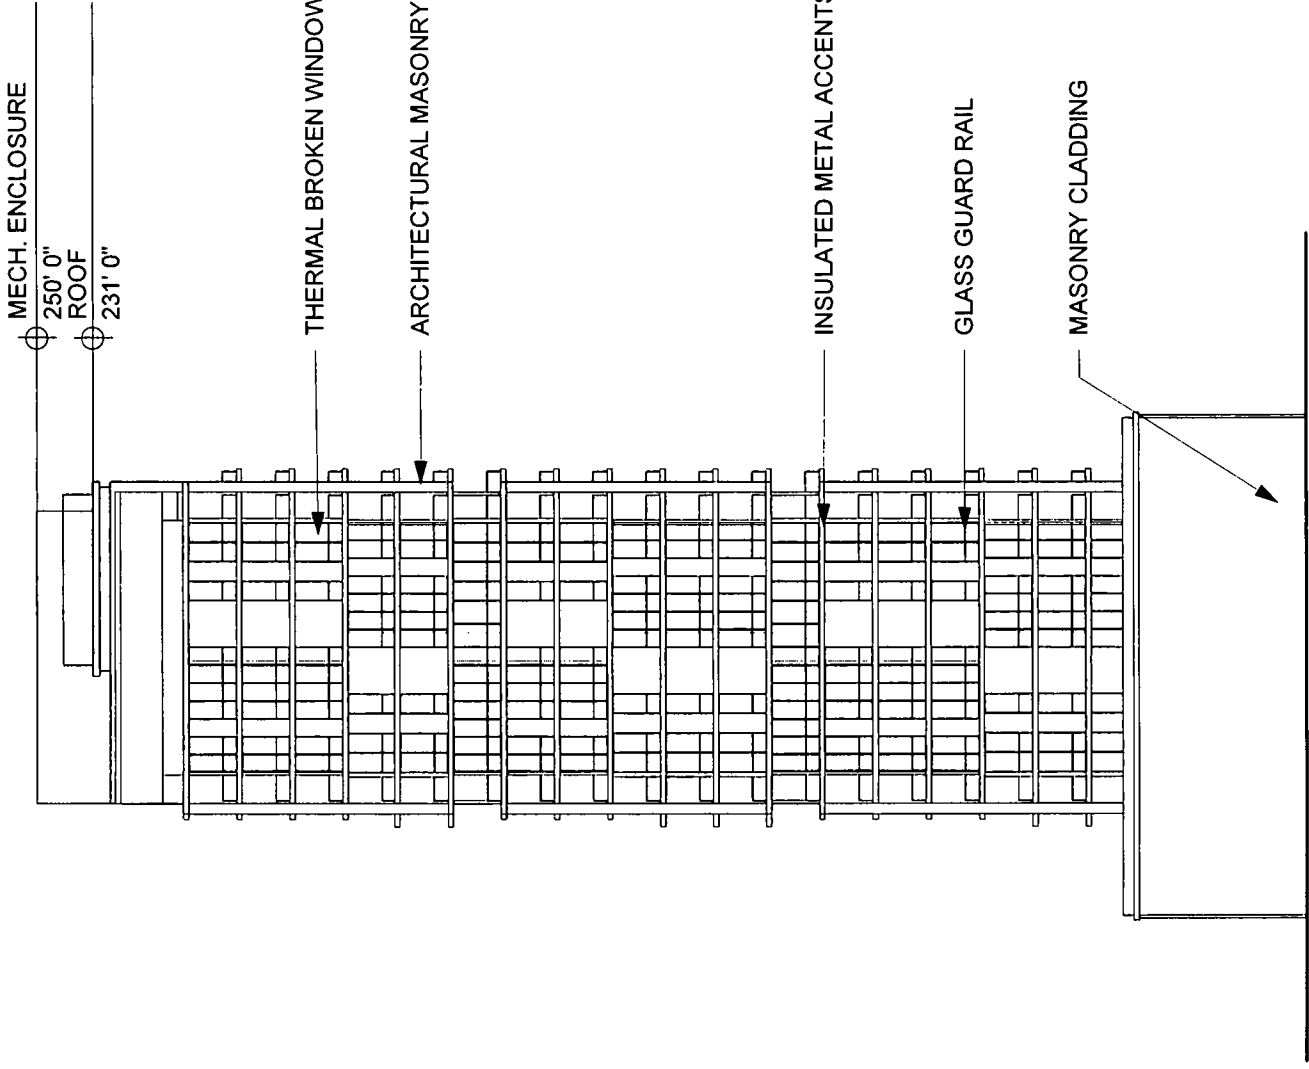 MECH. ENCLOSURE
250' 0"
ROOF
231' 0"
THERMAL BROKEN WINDOW
ARCHITECTURAL MASONRY
INSULATED METAL ACCENTS
GLASS GUARD RAIL
MASONRY CLADDING